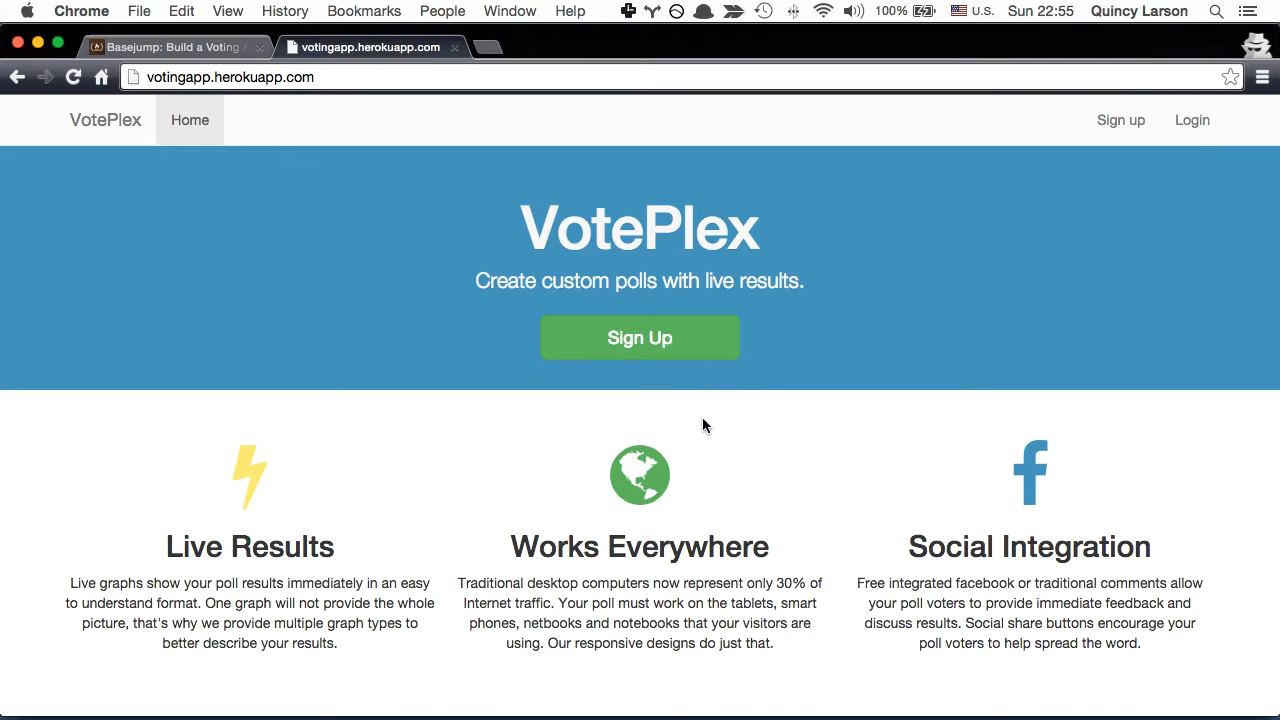 Chrome File Edit View History Bookmarks People Window Help 100% U.S. Sun 22:55 Quincy Larson
Basejump: Build a Voting votingapp.herokuapp.com
votingapp.herokuapp.com
VotePlex Home Sign up Login
VotePlex
Create custom polls with live results.
Sign Up
Live Results
Live graphs show your poll results immediately in an easy
to understand format. One graph will not provide the whole
picture, that's why we provide multiple graph types to
better describe your results.
Works Everywhere
Traditional desktop computers now represent only 30% of
Internet traffic. Your poll must work on the tablets, smart
phones, netbooks and notebooks that your visitors are
using. Our responsive designs do just that.
Social Integration
Free integrated facebook or traditional comments allow
your poll voters to provide immediate feedback and
discuss results. Social share buttons encourage your
poll voters to help spread the word.